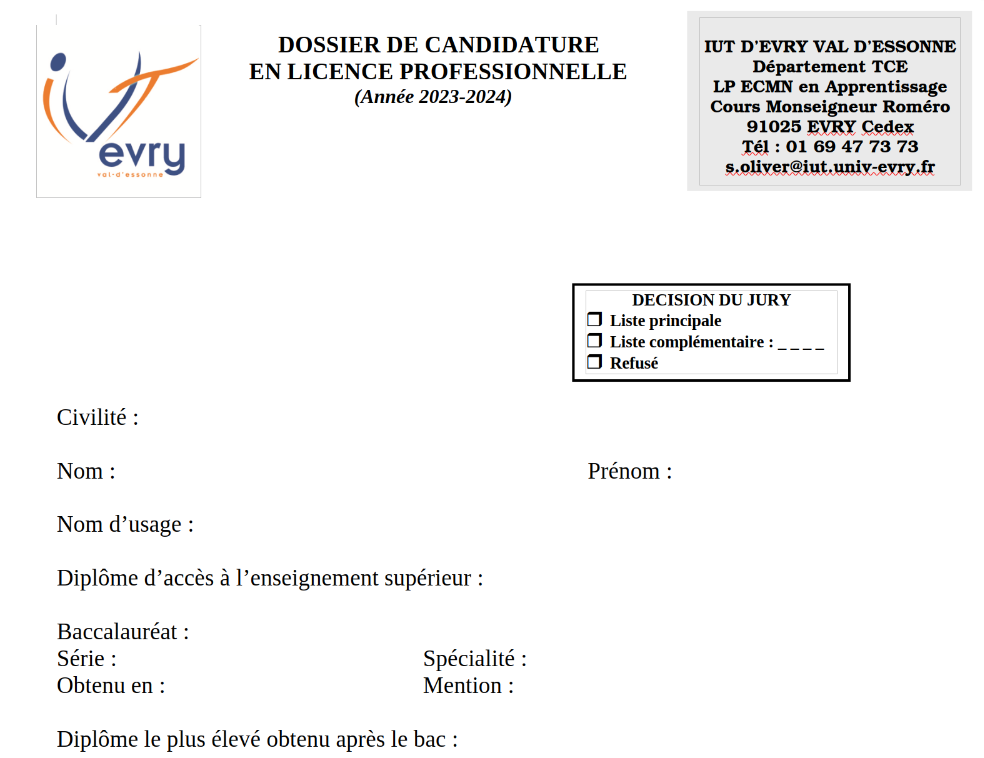 evry
val-d'essonne
DOSSIER DE CANDIDATURE
EN LICENCE PROFESSIONNELLE
(Année 2023-2024)
IUT D'EVRY VAL D'ESSONNE
Département TCE
LP ECMN en Apprentissage
Cours Monseigneur Roméro
91025 EVRY Cedex
Tél : 01 69 47 73 73
s.oliver@iut.univ-evry.fr
DECISION DU JURY
❒ Liste principale
❒ Liste complémentaire : _ _ _ _
❒ Refusé
Civilité :
Nom : Prénom :
Nom d’usage :
Diplôme d’accès à l’enseignement supérieur :
Baccalauréat :
Série : Spécialité :
Obtenu en : Mention :
Diplôme le plus élevé obtenu après le bac :